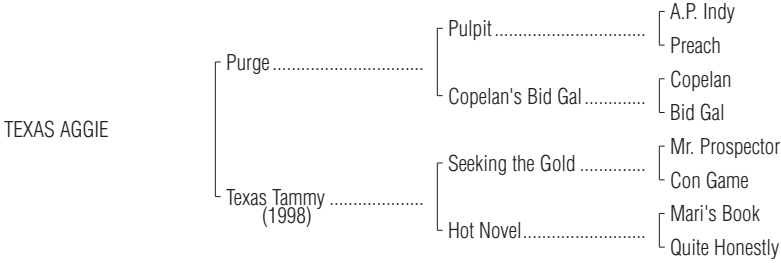 A.P. Indy
Pulpit..............................
Preach
Purge ..............................
Copelan
Copelan's Bid Gal.............
Bid Gal
TEXAS AGGIE
Mr. Prospector
Seeking the Gold .............
Con Game
Texas Tammy ...................
(1998)
Mari's Book
Hot Novel.........................
Quite Honestly